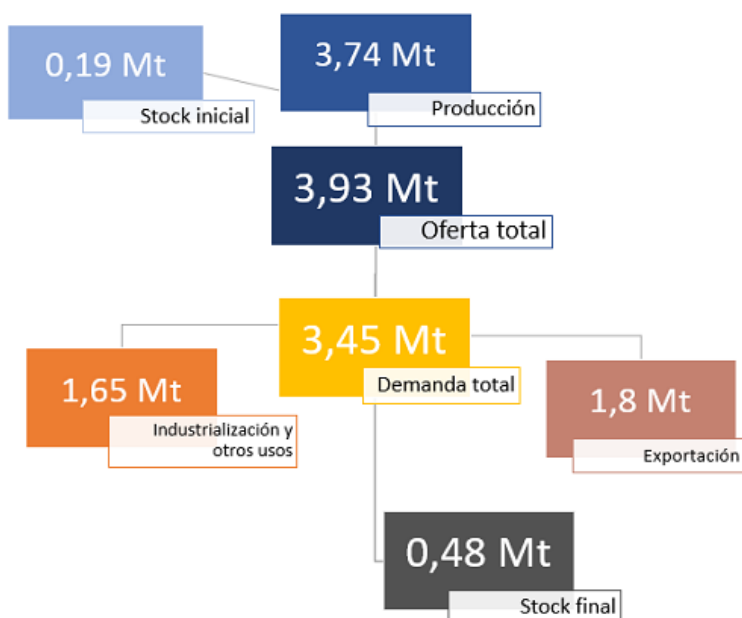 0,19 Mt
Stock inicial
3,74 Mt
Producción
3,93 Mt
Oferta total
3,45 Mt
Demanda total
1,65 Mt
Industrialización y
otros usos
1,8 Mt
Exportación
0,48 Mt
Stock final